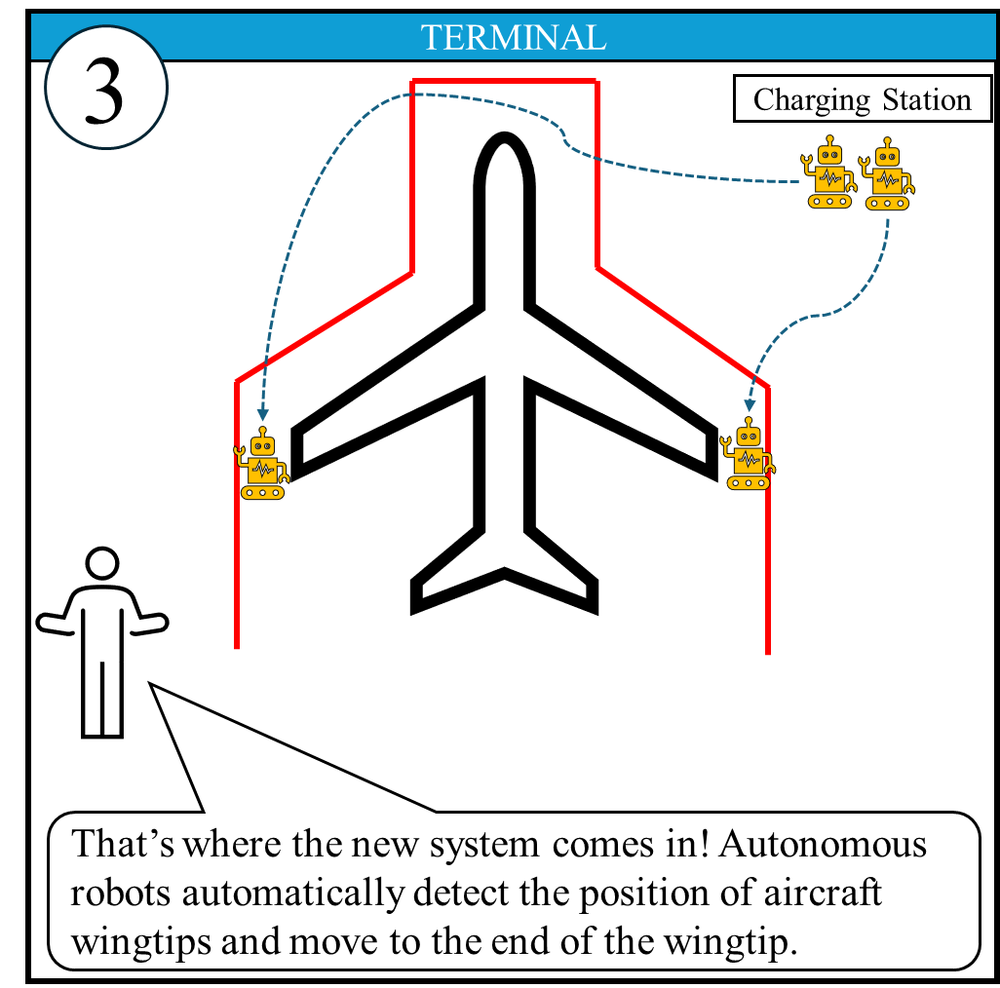 TERMINAL
3
Charging Station
That’s where the new system comes in! Autonomous
robots automatically detect the position of aircraft
wingtips and move to the end of the wingtip.